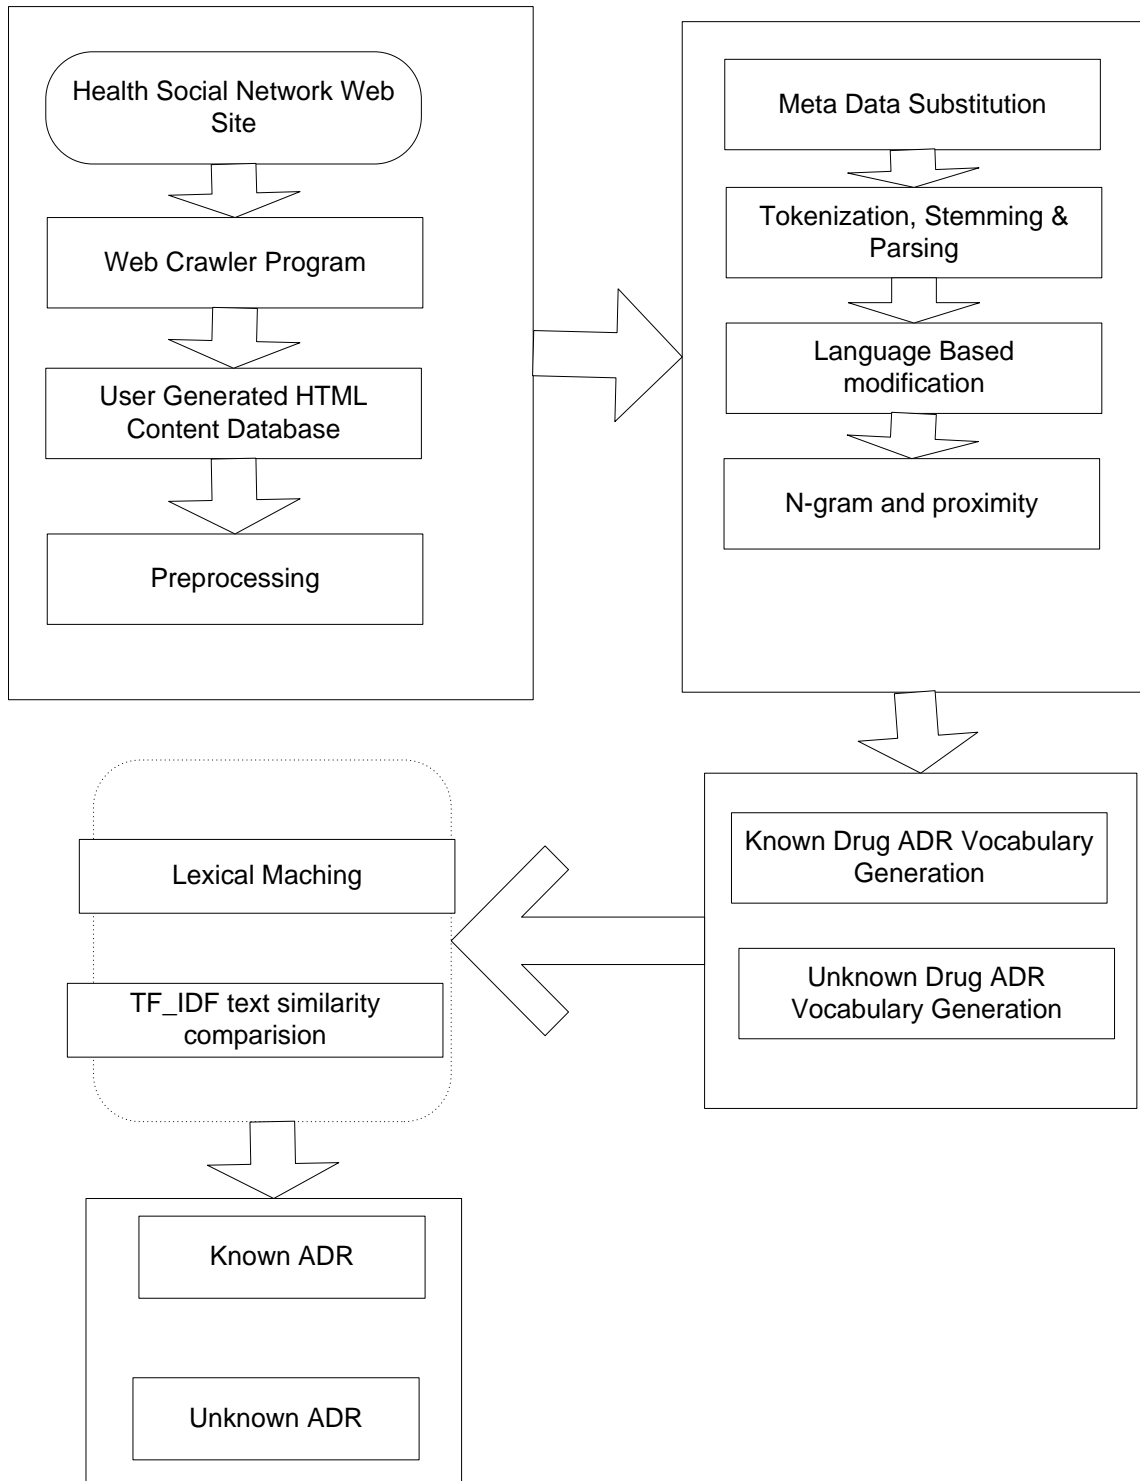 Health Social Network Web
Site
Web Crawler Program
User Generated HTML
Content Database
Preprocessing
Meta Data Substitution
Tokenization, Stemming &
Parsing
Language Based
modification
N-gram and proximity
Known Drug ADR Vocabulary
Generation
Unknown Drug ADR
Vocabulary Generation
Lexical Maching
TF_IDF text similarity
comparision
Known ADR
Unknown ADR